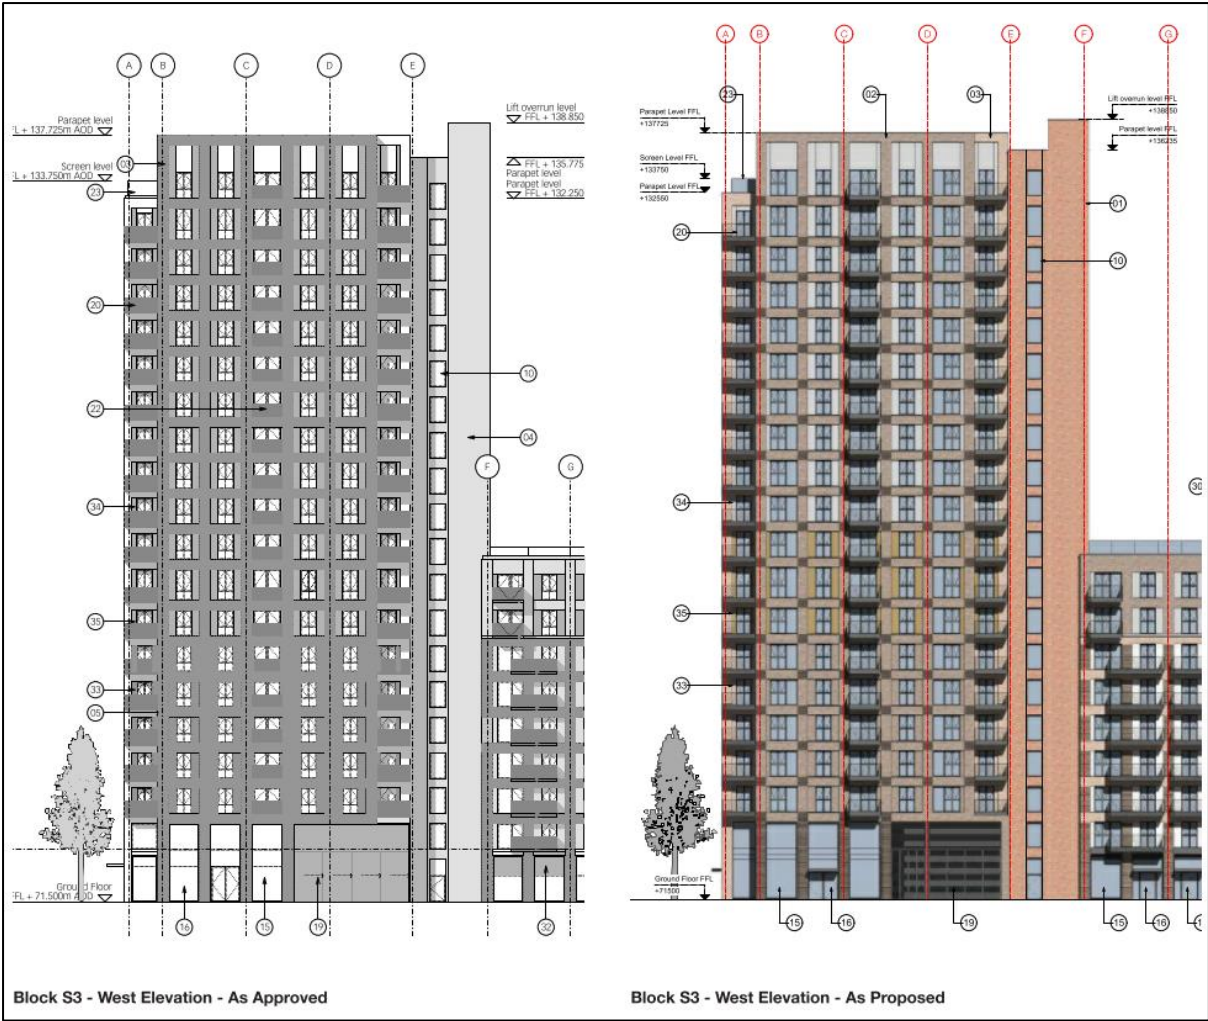 A
B
C
D
E
Parapet level
FL + 137.725m AOD
03
Screen level
FL + 133.750m AOD
23
Lift overrun level
FFL + 138.850
FFL + 135.775
Parapet level
Parapet level
FFL + 132.250
20
22
10
04
F
G
34
35
33
05
Ground Floor
FFL + 71.500m AOD
16
15
19
32
Block S3 - West Elevation - As Approved
A
B
C
D
E
F
G
23
02
03
Parapet Level FFL
+137725
Screen Level FFL
+133750
Parapet Level FFL
+132550
Lift overrun level FFL
+138850
Parapet level FFL
+136235
01
20
10
30
34
35
33
Ground Floor FFL
+71500
15
16
19
15
16
Block S3 - West Elevation - As Proposed